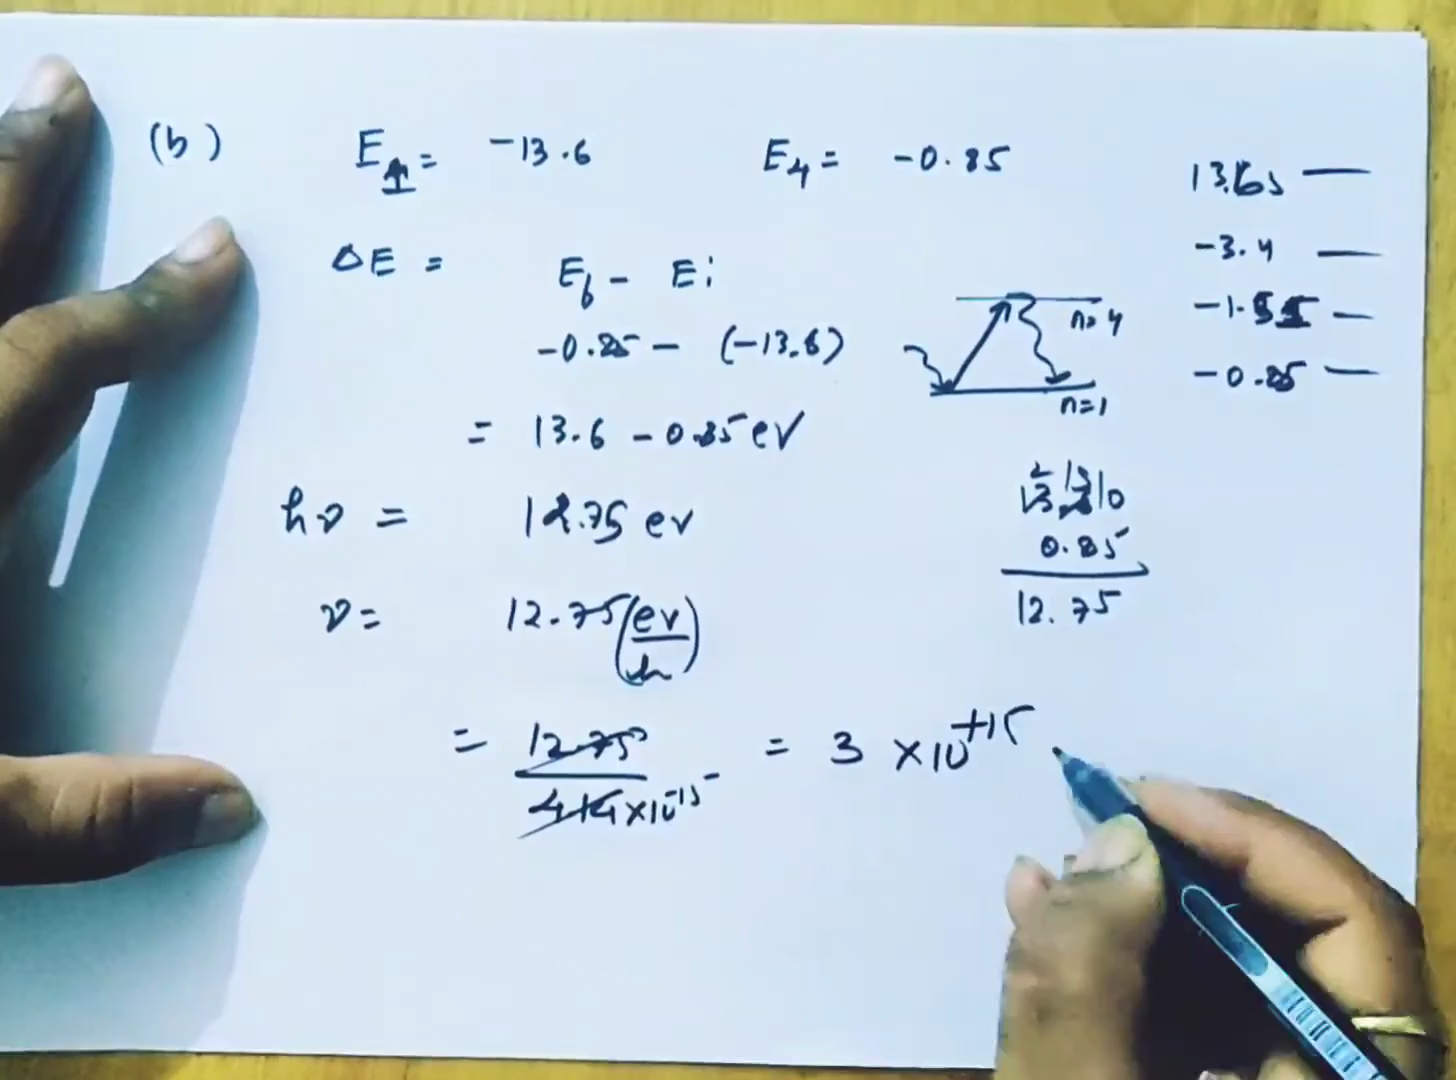 (b) E1 = -13.6 E4 = -0.85
ΔE = Ef - Ei
-0.85 - (-13.6)
= 13.6 - 0.85 ev
hν = 12.75 ev
ν = 12.75 (ev/h)
= 12.75 / 4.14 × 10^-15 = 3 × 10^+15
n=4
n=1
13.6
-3.4
-1.51
-0.85
0.85
12.75